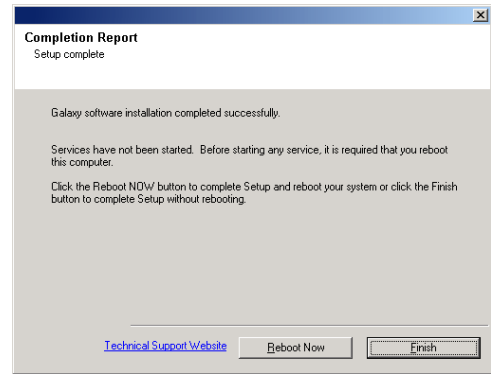 Completion Report
Setup complete
Galaxy software installation completed successfully.
Services have not been started. Before starting any service, it is required that you reboot
this computer.
Click the Reboot NOW button to complete Setup and reboot your system or click the Finish
button to complete Setup without rebooting.
Technical Support Website
Reboot Now
Finish